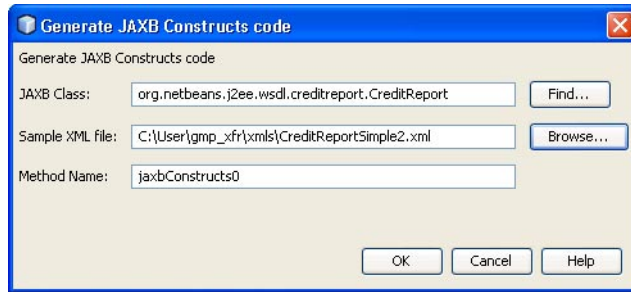 Generate JAXB Constructs code
Generate JAXB Constructs code
JAXB Class: org.netbeans.j2ee.wsdl.creditreport.CreditReport Find...
Sample XML file: C:\User\gmp_xfr\xmls\CreditReportSimple2.xml Browse...
Method Name: jaxbConstructs0
OK Cancel Help